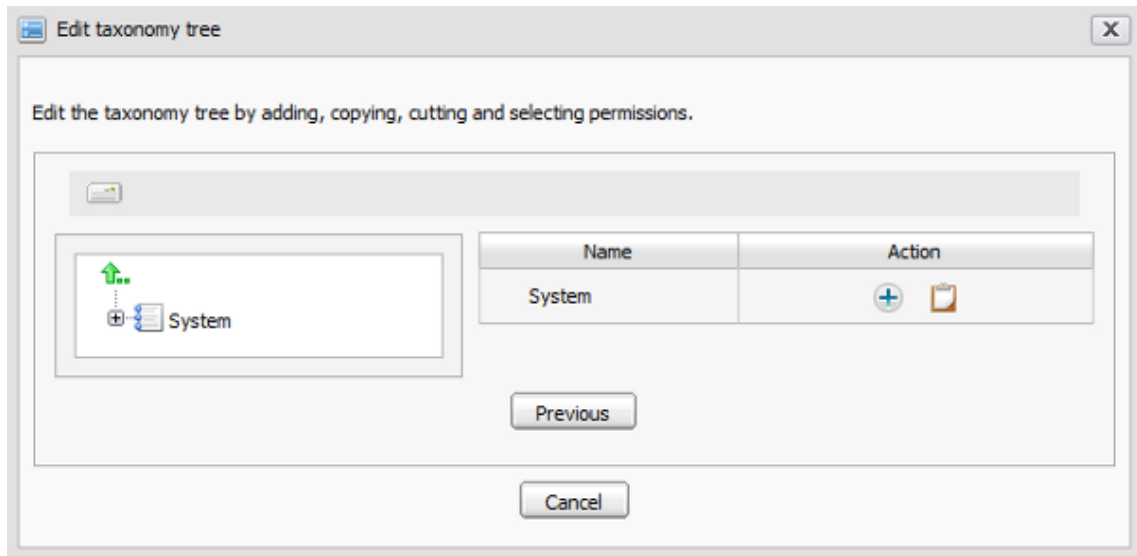 Edit taxonomy tree
Edit the taxonomy tree by adding, copying, cutting and selecting permissions.
System
Name Action
System
Previous
Cancel